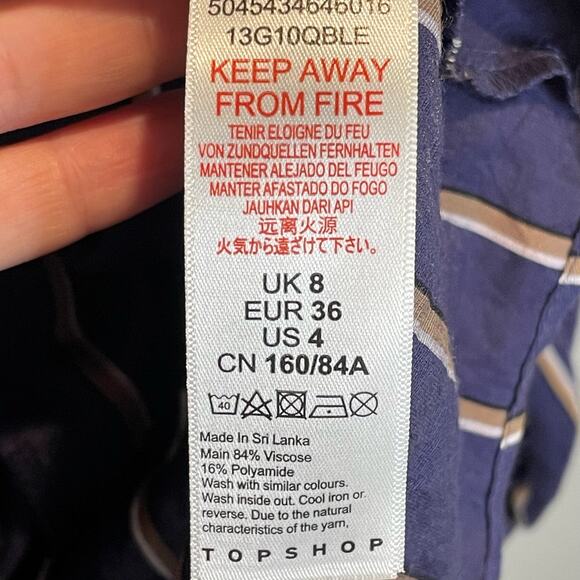 5045434646016
13G10QBLE
KEEP AWAY
FROM FIRE
TENIR ELOIGNE DU FEU
VON ZUNDQUELLEN FERNHALTEN
MANTENER ALEJADO DEL FEUGO
MANTER AFASTADO DO FOGO
JAUHKAN DARI API
远离火源
火気から遠ざけて下さい。
UK 8
EUR 36
US 4
CN 160/84A
40
Made In Sri Lanka
Main 84% Viscose
16% Polyamide
Wash with similar colours.
Wash inside out. Cool iron or
reverse. Due to the natural
characteristics of the yarn,
TOPSHOP